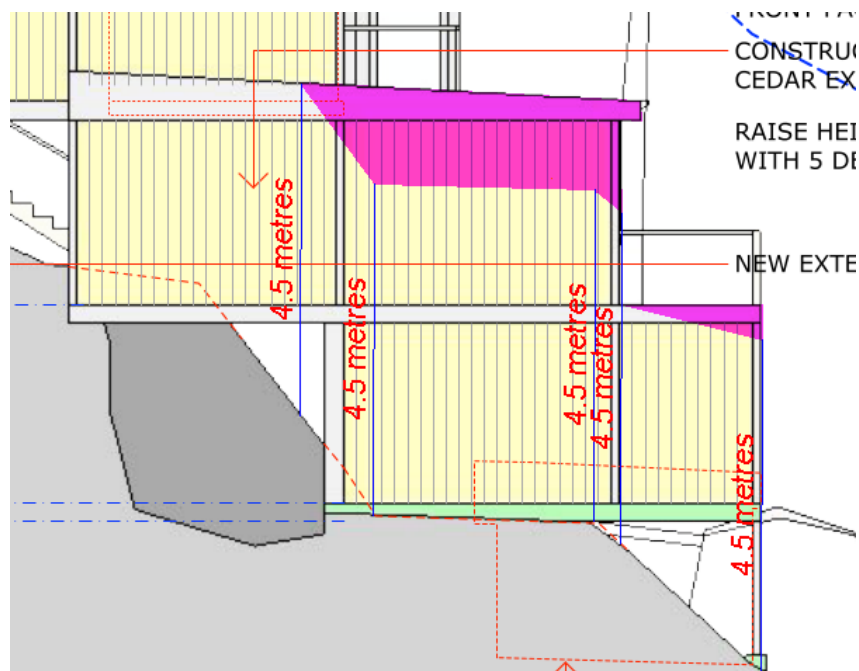 CONSTRUC
CEDAR EX
RAISE HEI
WITH 5 DE
4.5 metres
NEW EXTE
4.5 metres
4.5 metres
4.5 metres
4.5 metres